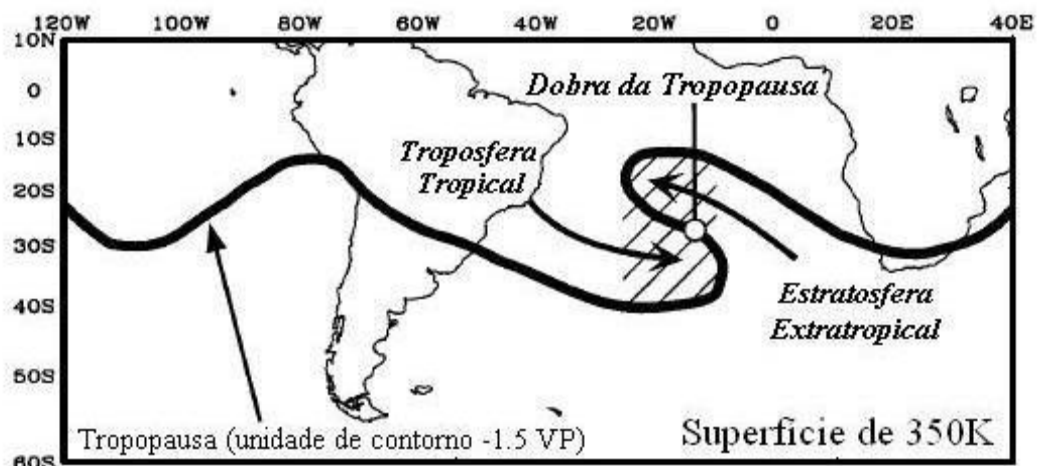 120W 100W 80W 60W 40W 20W 0 20E 40E
10N
0
10S
20S
30S
40S
50S
60S
Dobra da Tropopausa
Troposfera
Tropical
Estratosfera
Extratropical
Tropopausa (unidade de contorno -1.5 VP)
Superficie de 350K